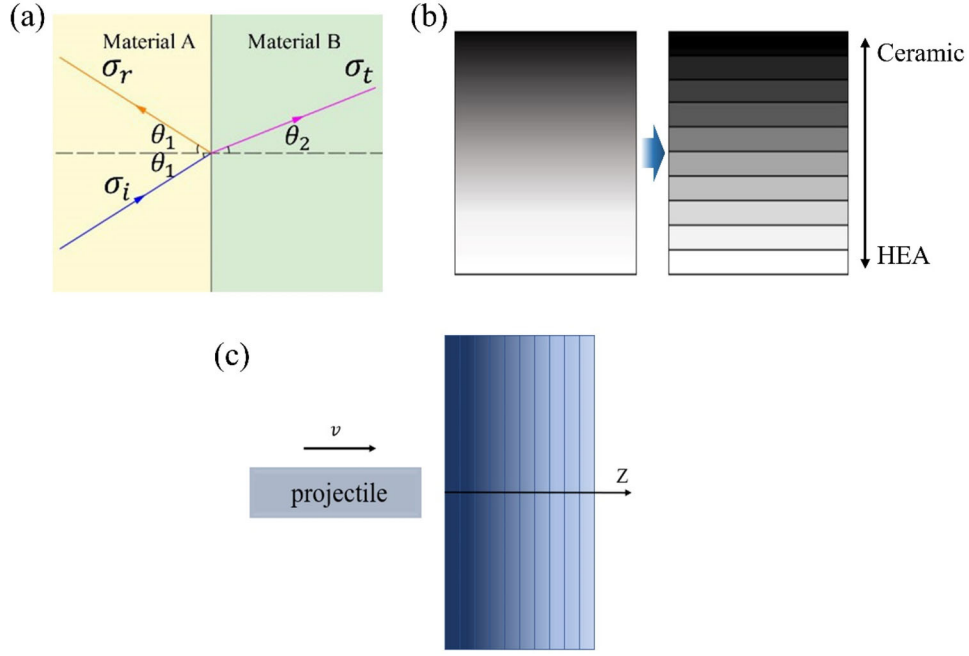 (a)
Material A Material B
σᵣ
σₜ
θ₁
θ₂
θ₁
σᵢ
(b)
Ceramic
HEA
(c)
v
projectile
Z